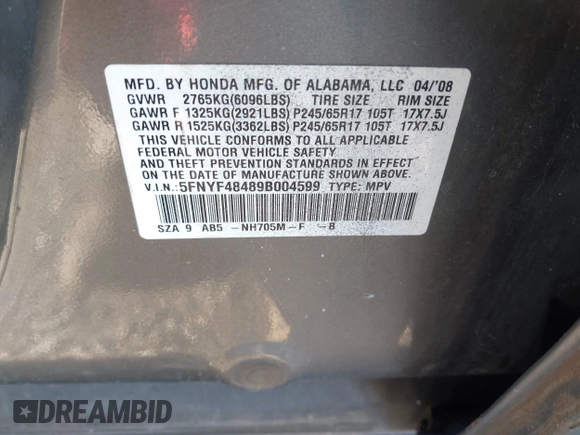 MFD. BY HONDA MFG. OF ALABAMA, LLC 04/'08
GVWR 2765KG(6096LBS) TIRE SIZE RIM SIZE
GAWR F 1325KG(2921LBS) P245/65R17 105T 17X7.5J
GAWR R 1525KG(3362LBS) P245/65R17 105T 17X7.5J
THIS VEHICLE CONFORMS TO ALL APPLICABLE
FEDERAL MOTOR VEHICLE SAFETY
AND THEFT PREVENTION STANDARDS IN EFFECT
ON THE DATE OF MANUFACTURE SHOWN ABOVE.
V.I.N.: 5FNYF48489B004599 TYPE: MPV
SZA 9 AB5 -NH705M-F -B
DREAMBID